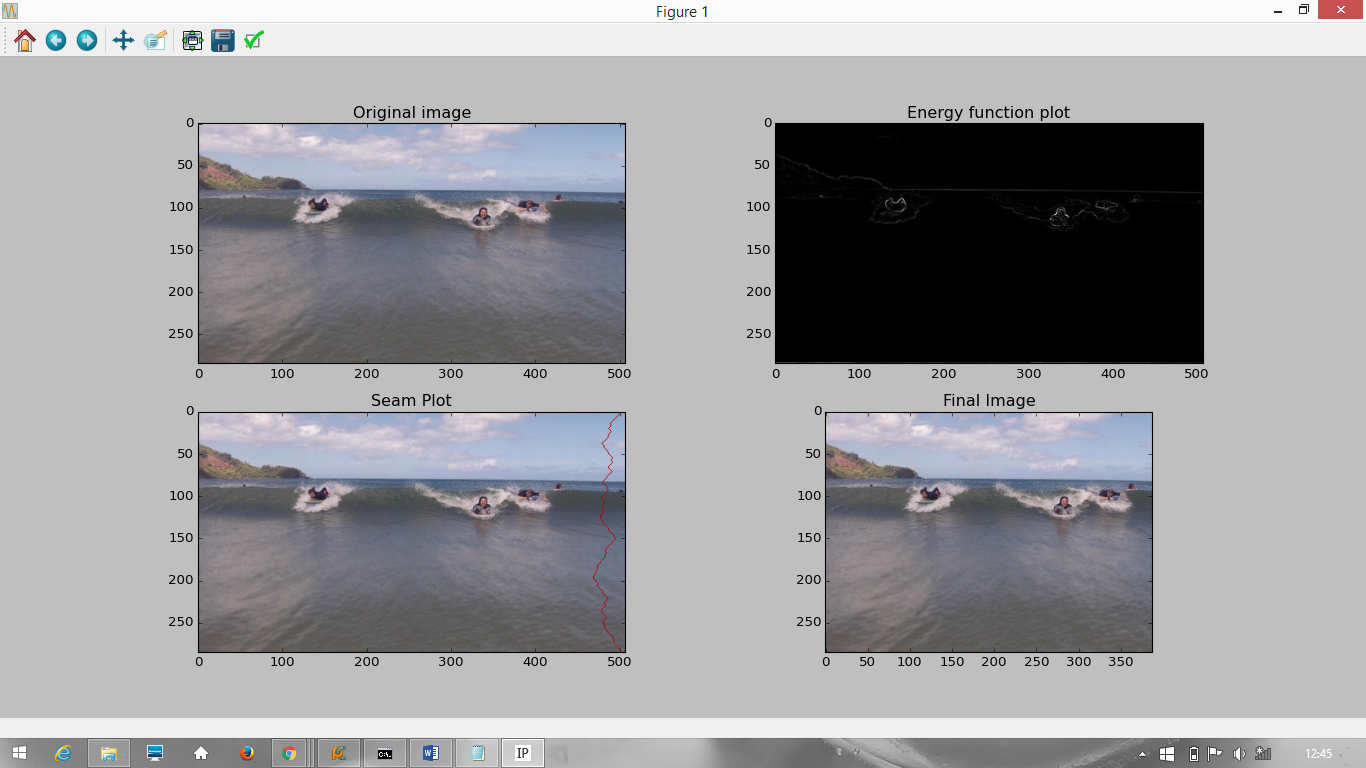 Figure 1
Original image
0
50
100
150
200
250
0 100 200 300 400 500
Energy function plot
0
50
100
150
200
250
0 100 200 300 400 500
Seam Plot
0
50
100
150
200
250
0 100 200 300 400 500
Final Image
0
50
100
150
200
250
0 50 100 150 200 250 300 350
C:\.
IP
12:45